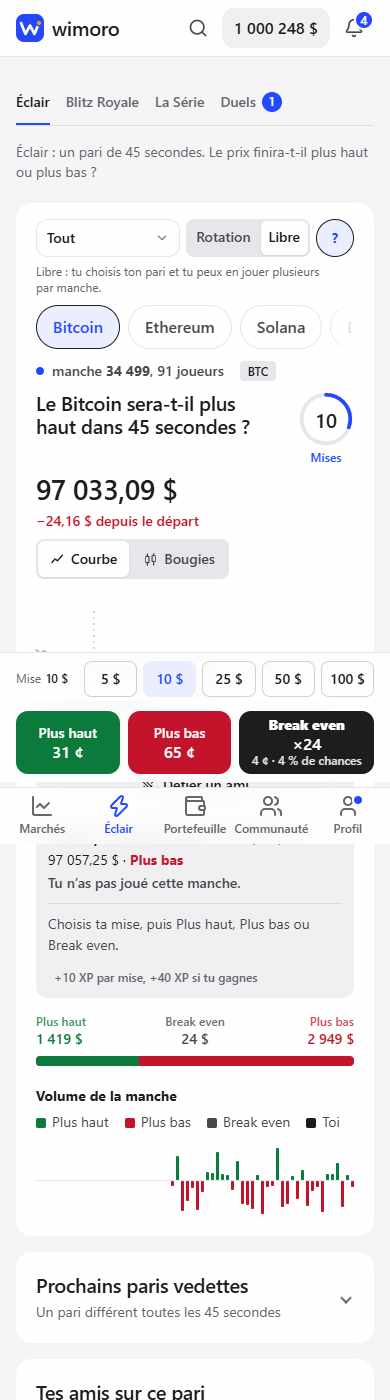 wimoro
1 000 248 $
4
Éclair
Blitz Royale
La Série
Duels
1
Éclair : un pari de 45 secondes. Le prix finira-t-il plus haut
ou plus bas ?
Tout
Rotation
Libre
?
Libre : tu choisis ton pari et tu peux en jouer plusieurs
par manche.
Bitcoin
Ethereum
Solana
manche 34 499, 91 joueurs
BTC
Le Bitcoin sera-t-il plus
haut dans 45 secondes ?
10
Mises
97 033,09 $
−24,16 $ depuis le départ
Courbe
Bougies
Mise 10 $
5 $
10 $
25 $
50 $
100 $
Plus haut
31 ¢
Plus bas
65 ¢
Break even
×24
4 ¢ · 4 % de chances
Défier un ami
Marchés
Éclair
Portefeuille
Communauté
Profil
97 057,25 $ · Plus bas
Tu n’as pas joué cette manche.
Choisis ta mise, puis Plus haut, Plus bas ou
Break even.
+10 XP par mise, +40 XP si tu gagnes
Plus haut
1 419 $
Break even
24 $
Plus bas
2 949 $
Volume de la manche
Plus haut
Plus bas
Break even
Toi
Prochains paris vedettes
Un pari différent toutes les 45 secondes
Tes amis sur ce pari